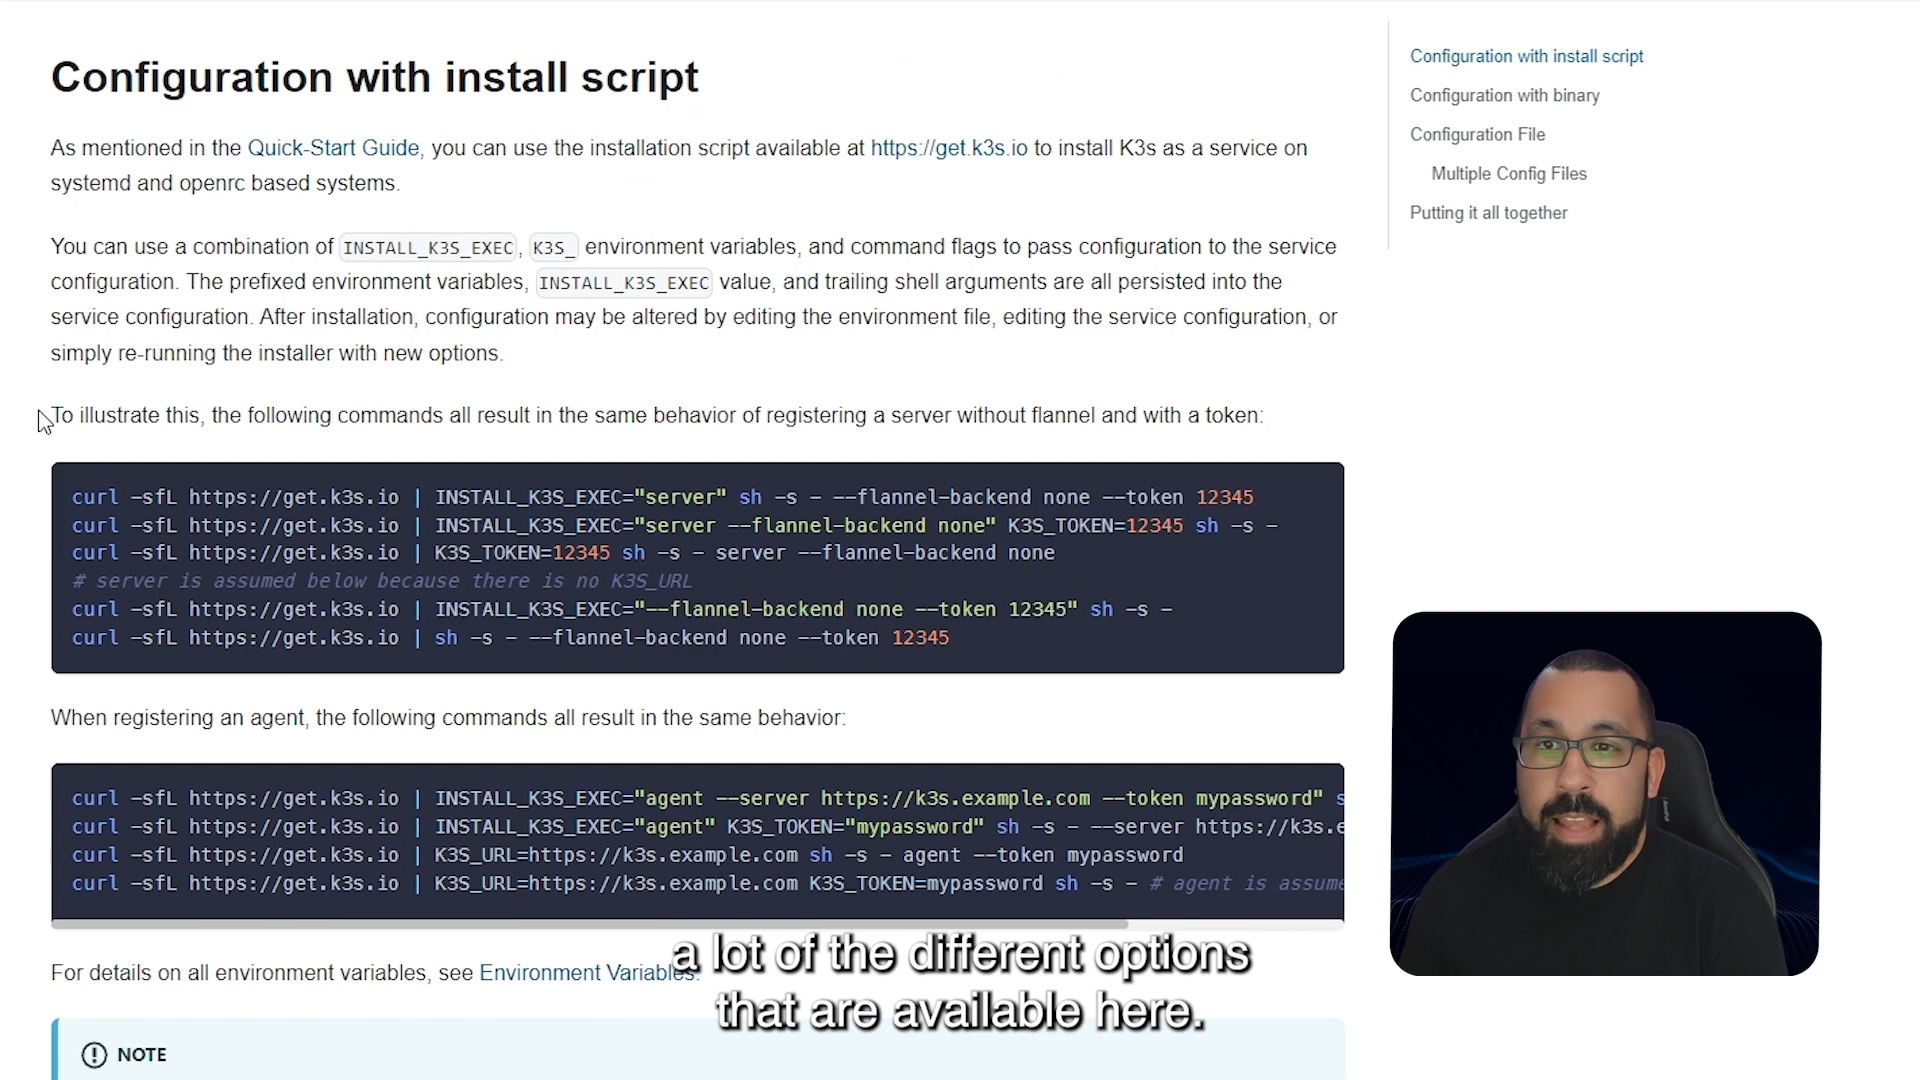 Configuration with install script
As mentioned in the Quick-Start Guide, you can use the installation script available at https://get.k3s.io to install K3s as a service on
systemd and openrc based systems.
You can use a combination of INSTALL_K3S_EXEC, K3S_ environment variables, and command flags to pass configuration to the service
configuration. The prefixed environment variables, INSTALL_K3S_EXEC value, and trailing shell arguments are all persisted into the
service configuration. After installation, configuration may be altered by editing the environment file, editing the service configuration, or
simply re-running the installer with new options.
To illustrate this, the following commands all result in the same behavior of registering a server without flannel and with a token:
curl -sfL https://get.k3s.io | INSTALL_K3S_EXEC="server" sh -s - --flannel-backend none --token 12345
curl -sfL https://get.k3s.io | INSTALL_K3S_EXEC="server --flannel-backend none" K3S_TOKEN=12345 sh -s -
curl -sfL https://get.k3s.io | K3S_TOKEN=12345 sh -s - server --flannel-backend none
# server is assumed below because there is no K3S_URL
curl -sfL https://get.k3s.io | INSTALL_K3S_EXEC="--flannel-backend none --token 12345" sh -s -
curl -sfL https://get.k3s.io | sh -s - --flannel-backend none --token 12345
When registering an agent, the following commands all result in the same behavior:
curl -sfL https://get.k3s.io | INSTALL_K3S_EXEC="agent --server https://k3s.example.com --token mypassword" s
curl -sfL https://get.k3s.io | INSTALL_K3S_EXEC="agent" K3S_TOKEN="mypassword" sh -s - --server https://k3s.e
curl -sfL https://get.k3s.io | K3S_URL=https://k3s.example.com sh -s - agent --token mypassword
curl -sfL https://get.k3s.io | K3S_URL=https://k3s.example.com K3S_TOKEN=mypassword sh -s - # agent is assume
For details on all environment variables, see Environment Variables.
NOTE
Configuration with install script
Configuration with binary
Configuration File
Multiple Config Files
Putting it all together
a lot of the different options
that are available here.